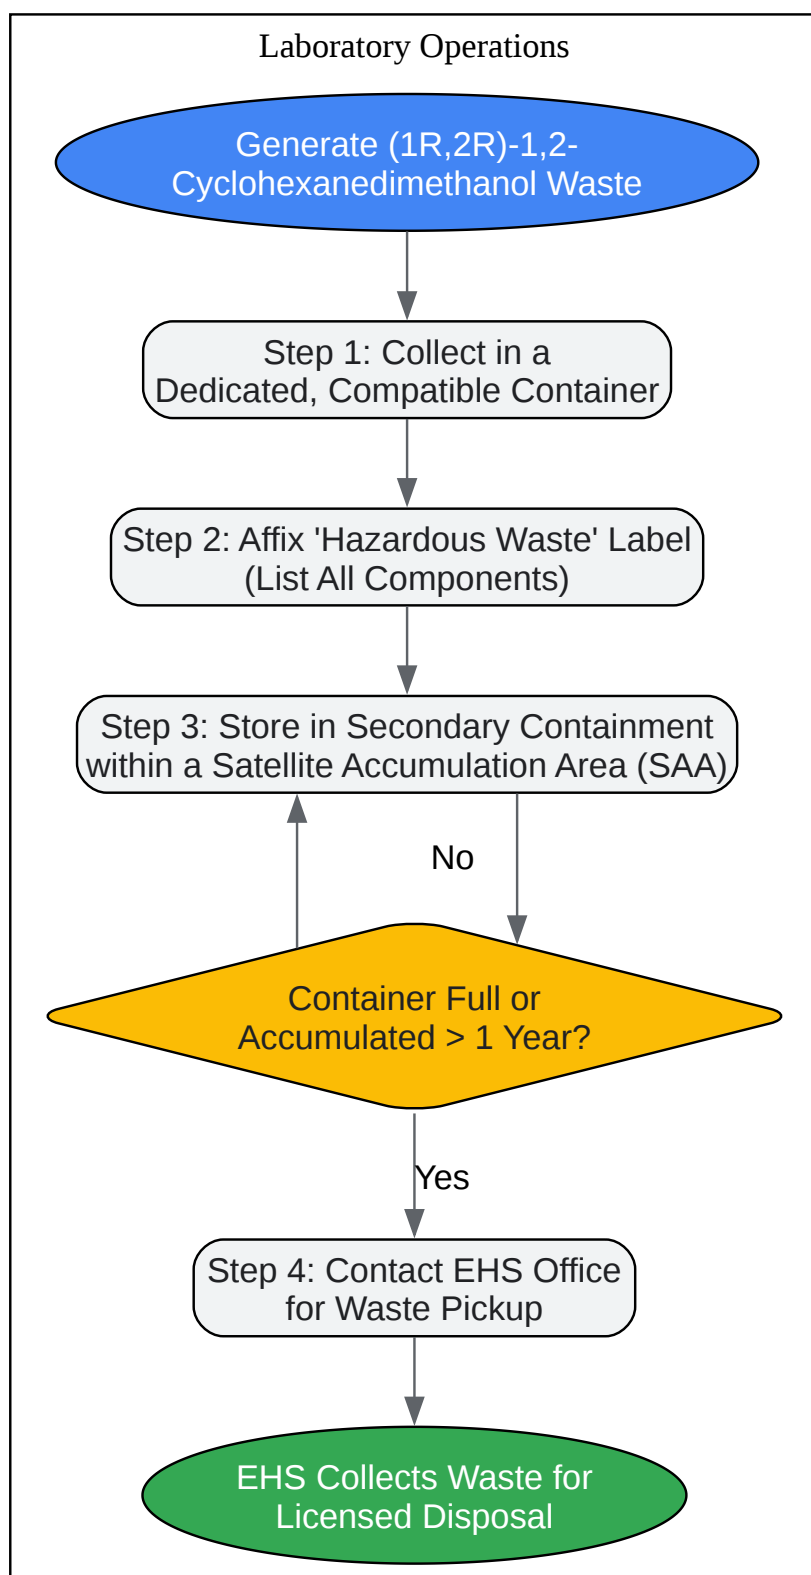 Laboratory Operations
Generate (1R,2R)-1,2-
Cyclohexanedimethanol Waste
Step 1: Collect in a
Dedicated, Compatible Container
Step 2: Affix 'Hazardous Waste' Label
(List All Components)
Step 3: Store in Secondary Containment
within a Satellite Accumulation Area (SAA)
No
Container Full or
Accumulated > 1 Year?
Yes
Step 4: Contact EHS Office
for Waste Pickup
EHS Collects Waste for
Licensed Disposal